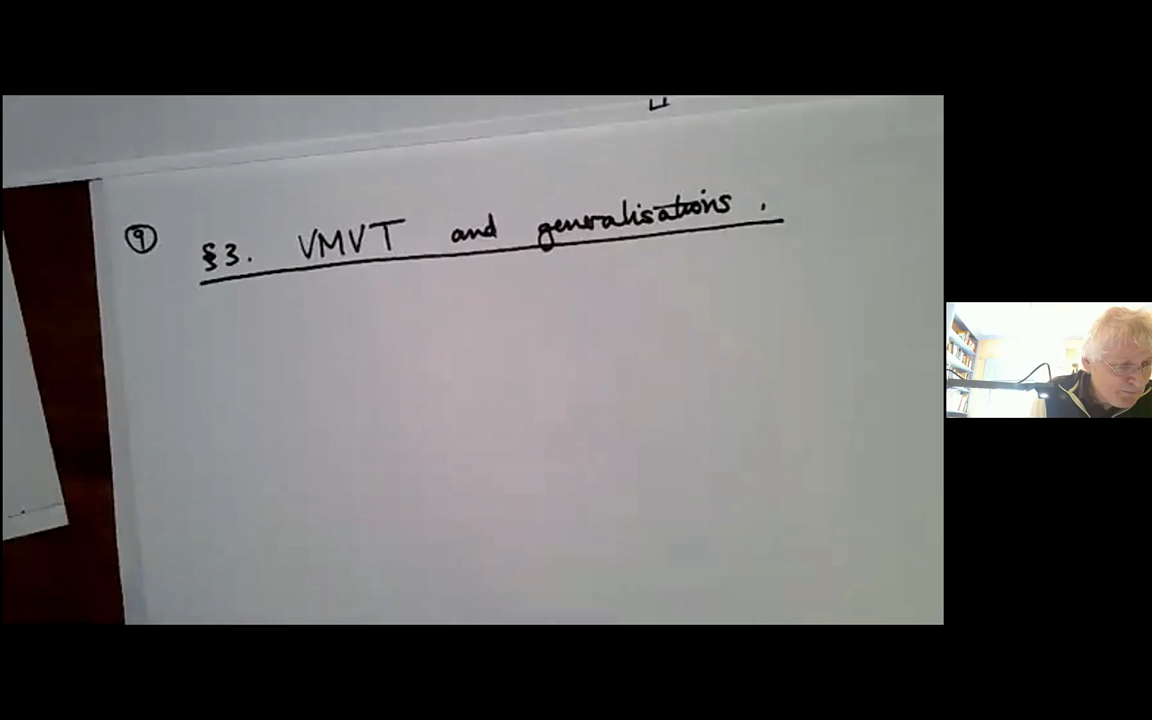 ⑨ §3. VMVT and generalisations.